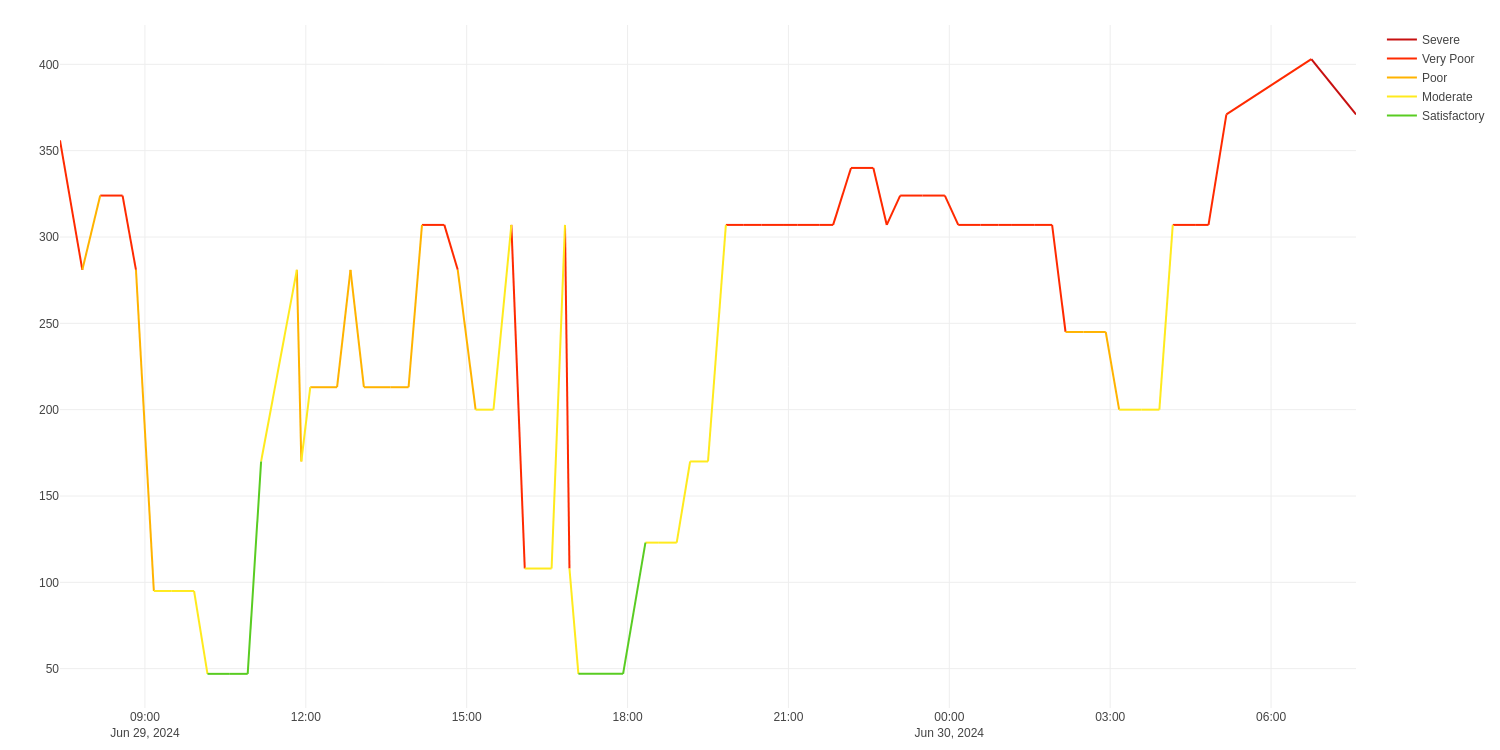 400
350
300
250
200
150
100
50
09:00
Jun 29, 2024
12:00
15:00
18:00
21:00
00:00
Jun 30, 2024
03:00
06:00
Severe
Very Poor
Poor
Moderate
Satisfactory